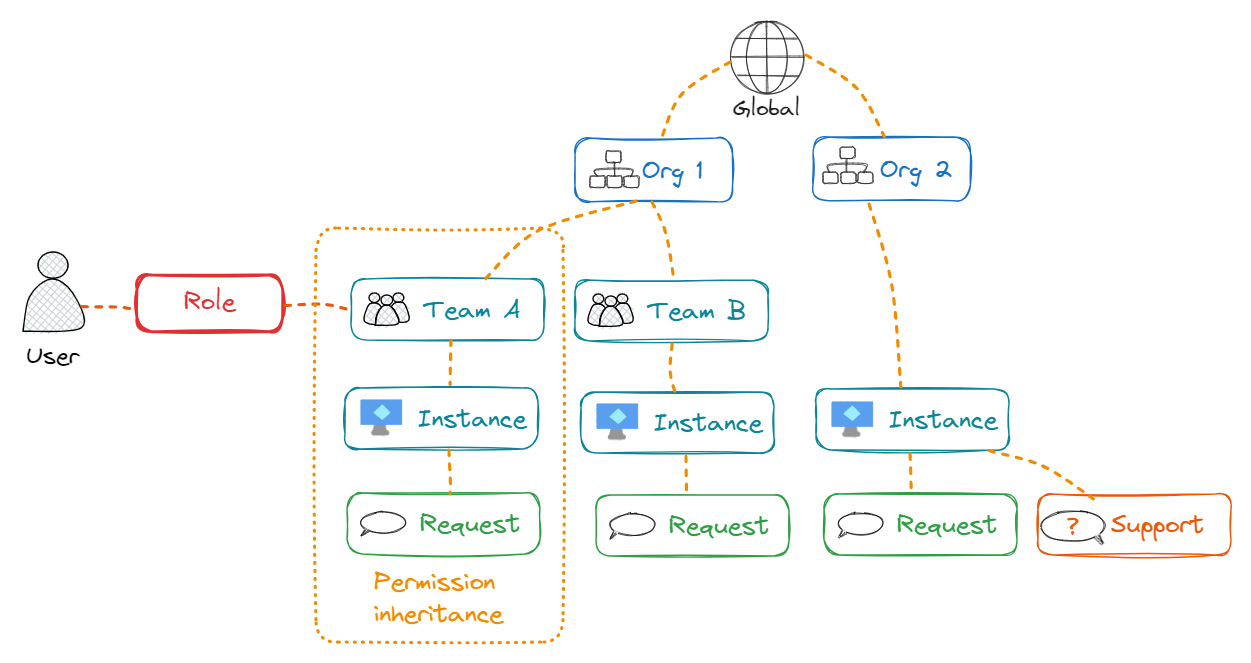 Global
Org 1
Org 2
User
Role
Team A
Team B
Instance
Instance
Instance
Request
Request
Request
? Support
Permission
inheritance